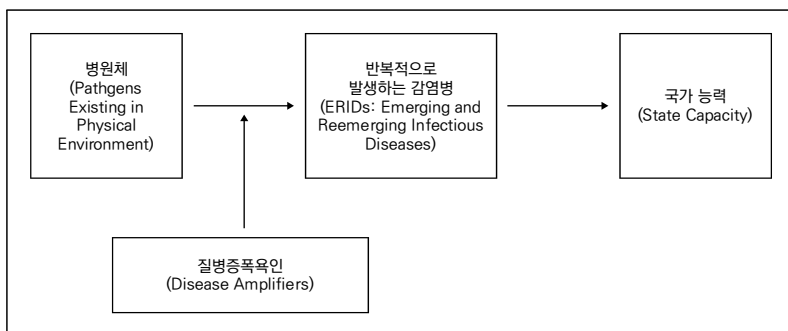 병원체
(Pathgens
Existing in
Physical
Environment)
반복적으로
발생하는 감염병
(ERIDs: Emerging and
Reemerging Infectious
Diseases)
국가 능력
(State Capacity)
질병증폭욕인
(Disease Amplifiers)